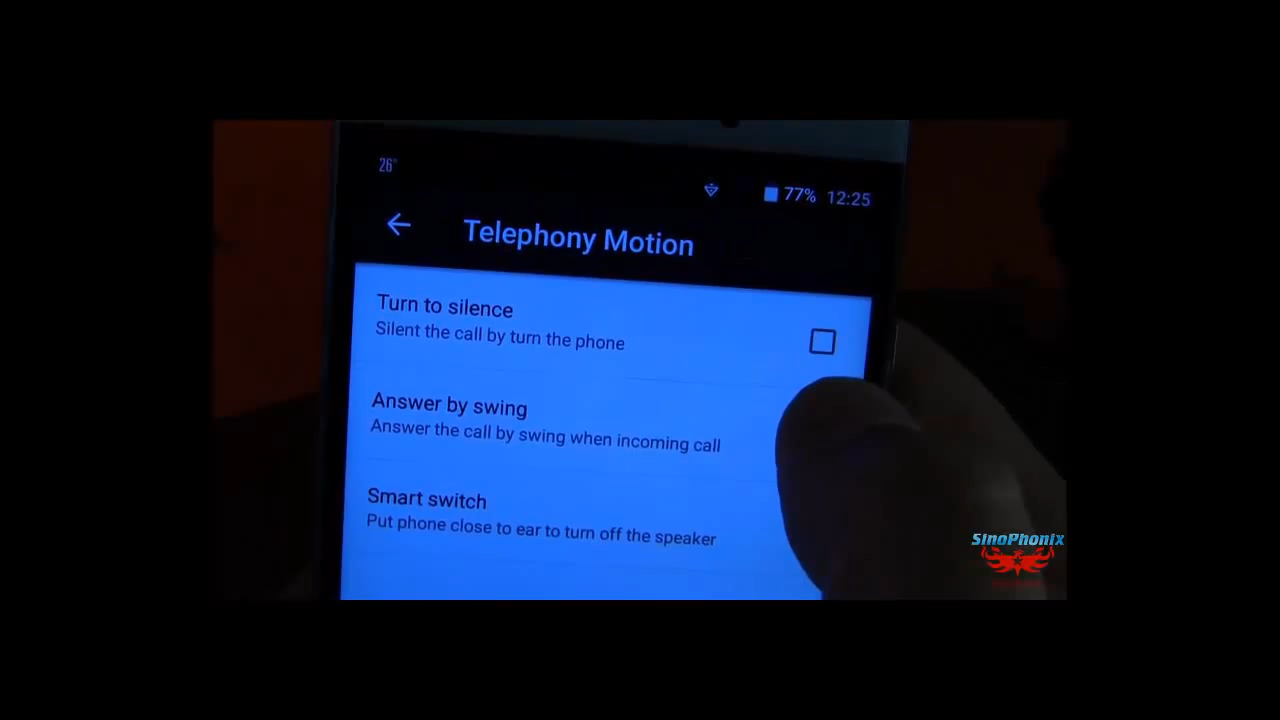 26°
77% 12:25
Telephony Motion
Turn to silence
Silent the call by turn the phone
Answer by swing
Answer the call by swing when incoming call
Smart switch
Put phone close to ear to turn off the speaker
SinoPhonix